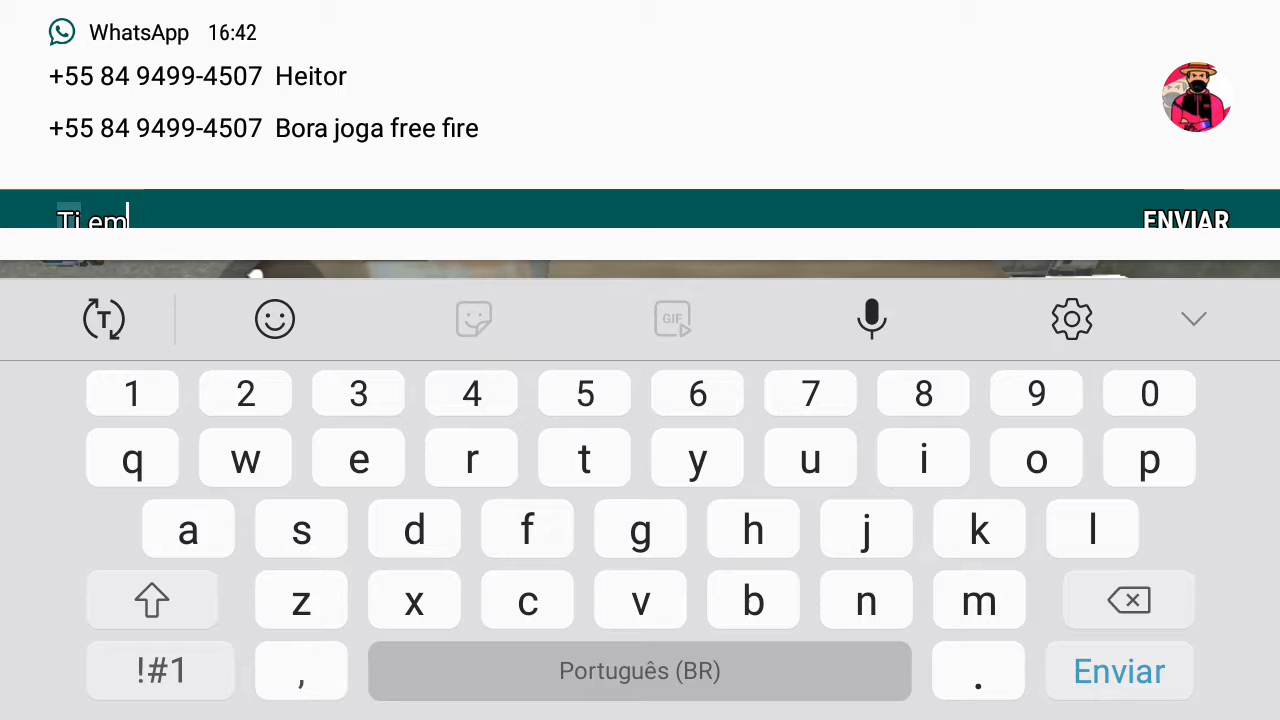 WhatsApp 16:42
+55 84 9499-4507 Heitor
+55 84 9499-4507 Bora joga free fire
Ti em ENVIAR
T GIF
1 2 3 4 5 6 7 8 9 0
q w e r t y u i o p
a s d f g h j k l
z x c v b n m
!#1 , Português (BR) . Enviar